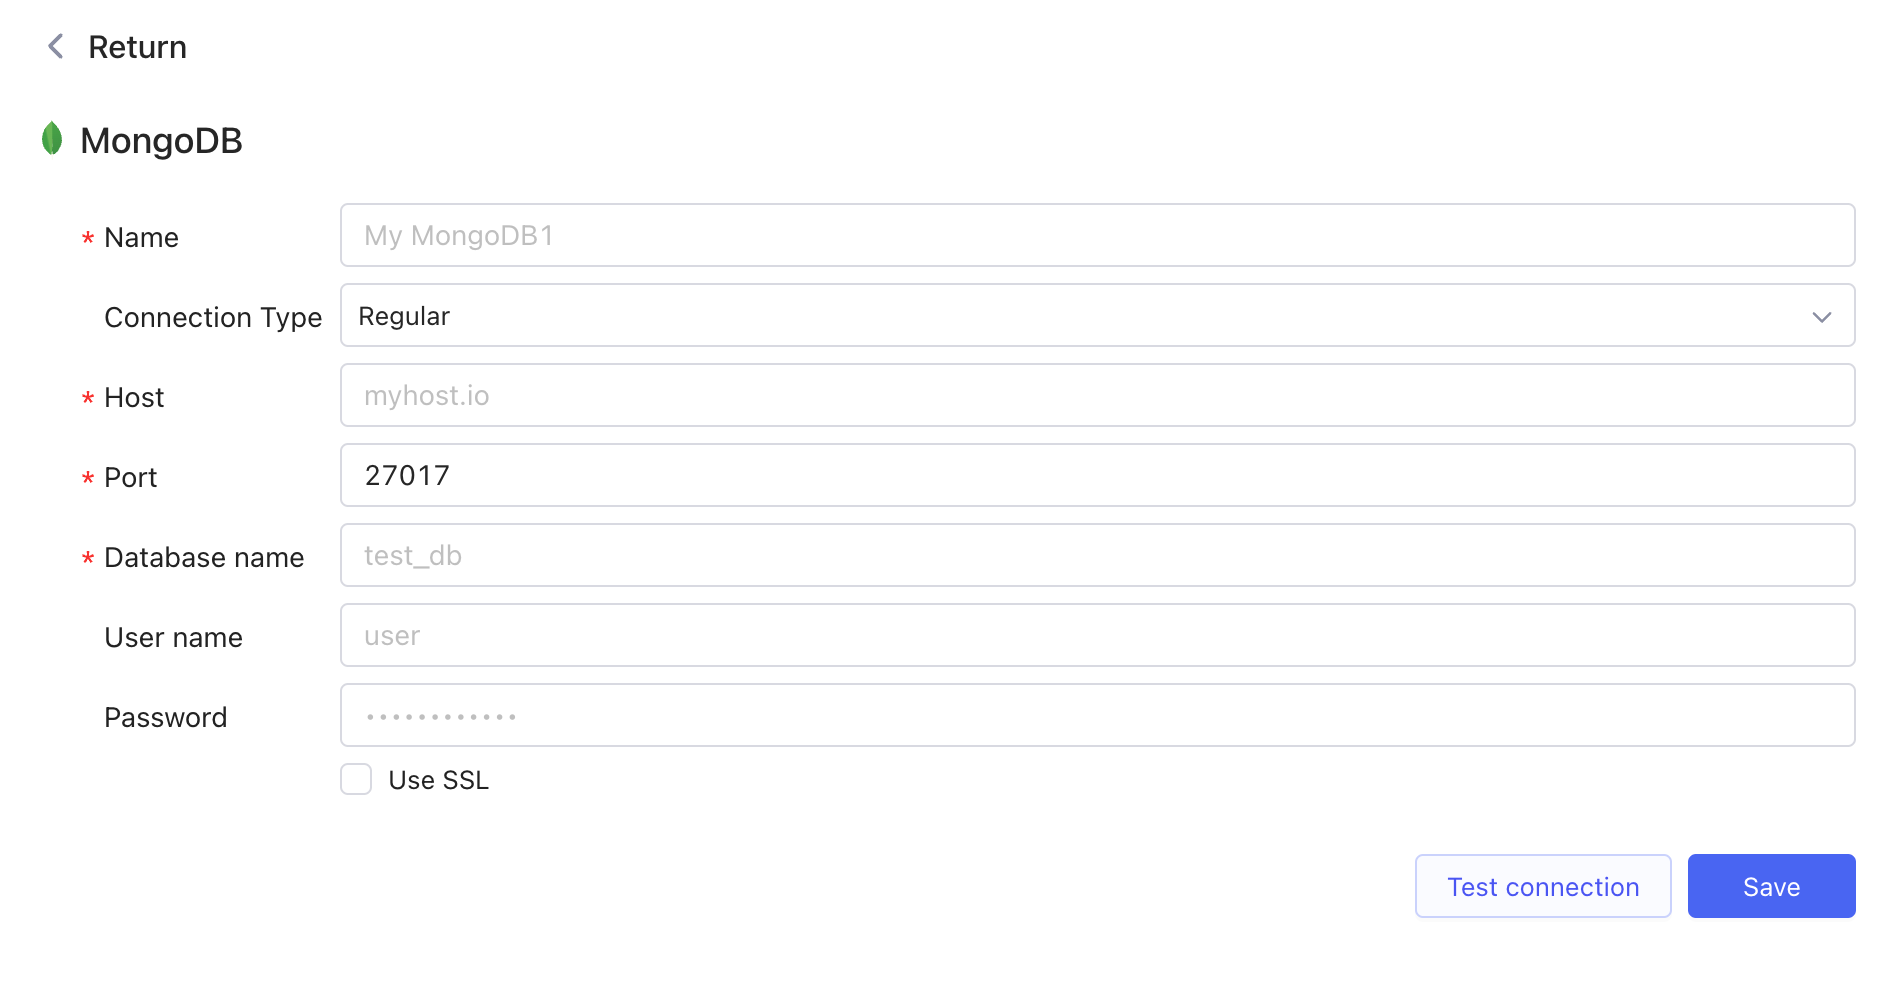 Return
MongoDB
* Name My MongoDB1
Connection Type Regular
* Host myhost.io
* Port 27017
* Database name test_db
User name user
Password ••••••••••••
Use SSL
Test connection Save